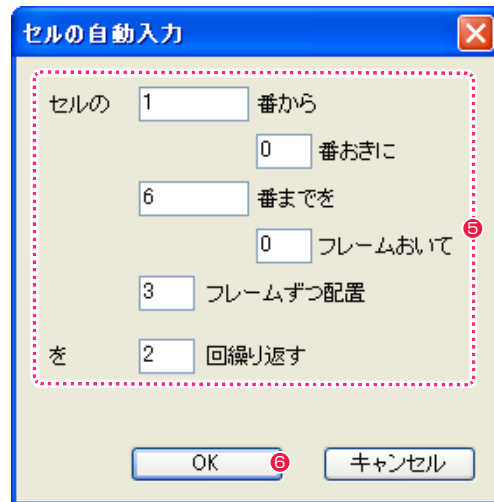 セルの自動入力
セルの 1 番から
0 番おきに
6 番までを
0 フレームおいて
5
3 フレームずつ配置
を 2 回繰り返す
OK 6 キャンセル